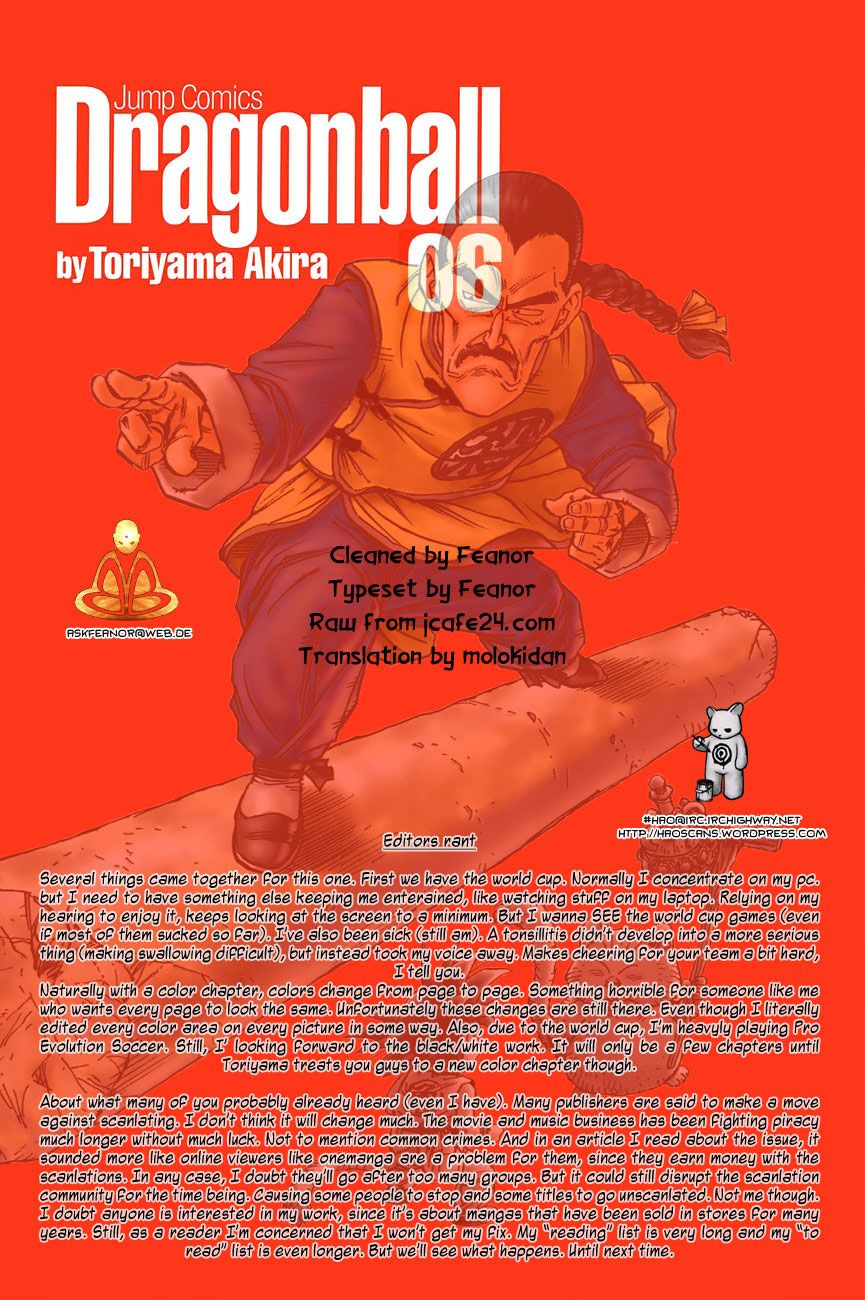 Jump Comics
Dragonball
by Toriyama Akira
06
Cleaned by Feanor
Typeset by Feanor
Raw from jcafe24.com
Translation by molokidan
ASKFEANOR@WEB.DE
#HAO@IRC.IRCHIGHWAY.NET
HTTP://HAOSCANS.WORDPRESS.COM
Editors rant
Several things came together for this one. First we have the world cup. Normally I concentrate on my pc.
but I need to have something else keeping me enterained, like watching stuff on my laptop. Relying on my
hearing to enjoy it, keeps looking at the screen to a minimum. But I wanna SEE the world cup games (even
if most of them sucked so far). I've also been sick (still am). A tonsillitis didn't develop into a more serious
thing (making swallowing difficult), but instead took my voice away. Makes cheering for your team a bit hard,
I tell you.
Naturally with a color chapter, colors change from page to page. Something horrible for someone like me
who wants every page to look the same. Unfortunately these changes are still there. Even though I literally
edited every color area on every picture in some way. Also, due to the world cup, I'm heavyly playing Pro
Evolution Soccer. Still, I' looking forward to the black/white work. It will only be a few chapters until
Toriyama treats you guys to a new color chapter though.
About what many of you probably already heard (even I have). Many publishers are said to make a move
against scanlating. I don't think it will change much. The movie and music business has been fighting piracy
much longer without much luck. Not to mention common crimes. And in an article I read about the issue, it
sounded more like online viewers like onemanga are a problem for them, since they earn money with the
scanlations. In any case, I doubt they'll go after too many groups. But it could still disrupt the scanlation
community for the time being. Causing some people to stop and some titles to go unscanlated. Not me though.
I doubt anyone is interested in my work, since it's about mangas that have been sold in stores for many
years. Still, as a reader I'm concerned that I won't get my fix. My "reading" list is very long and my "to
read" list is even longer. But we'll see what happens. Until next time.